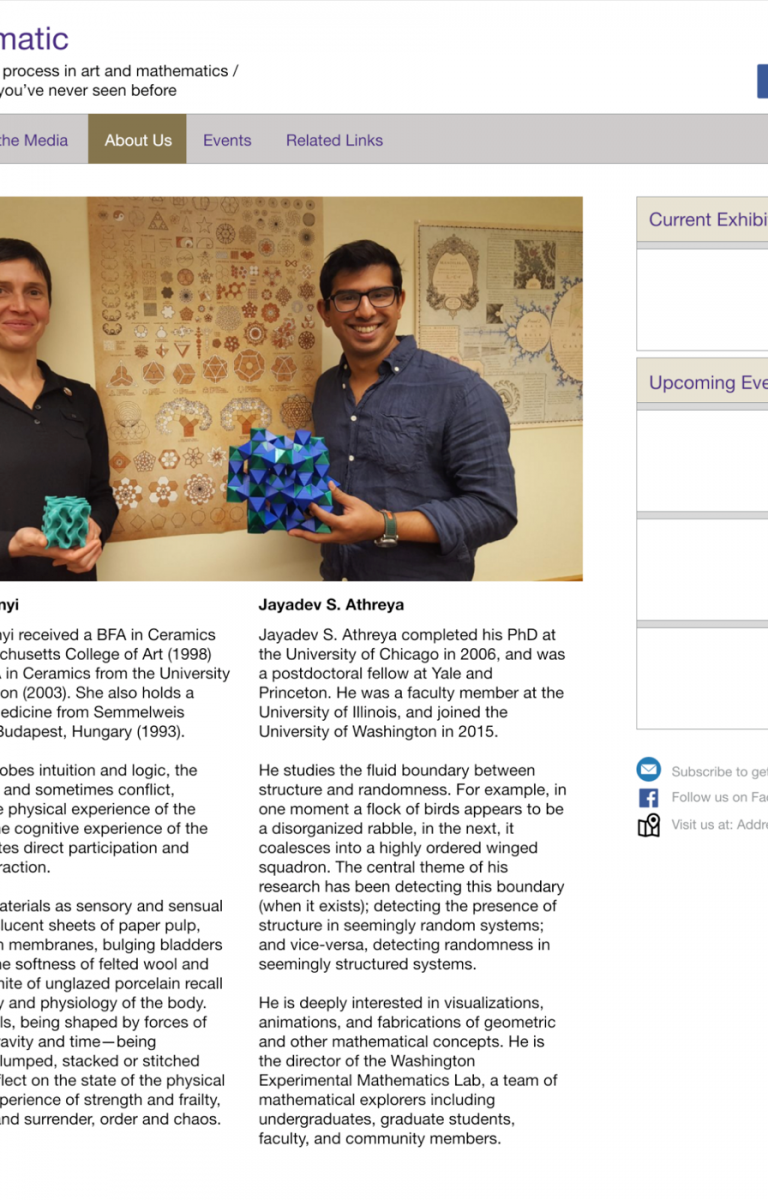 matic
process in art and mathematics /
you've never seen before
the Media
About Us
Events
Related Links
Current Exhibi
Upcoming Eve
nyi
nyi received a BFA in Ceramics
chusetts College of Art (1998)
A in Ceramics from the University
on (2003). She also holds a
edicine from Semmelweis
Budapest, Hungary (1993).
obes intuition and logic, the
and sometimes conflict,
e physical experience of the
e cognitive experience of the
tes direct participation and
raction.
aterials as sensory and sensual
lucent sheets of paper pulp,
n membranes, bulging bladders
he softness of felted wool and
hite of unglazed porcelain recall
y and physiology of the body.
ls, being shaped by forces of
avity and time—being
lumped, stacked or stitched
flect on the state of the physical
perience of strength and frailty,
and surrender, order and chaos.
Jayadev S. Athreya
Jayadev S. Athreya completed his PhD at
the University of Chicago in 2006, and was
a postdoctoral fellow at Yale and
Princeton. He was a faculty member at the
University of Illinois, and joined the
University of Washington in 2015.
He studies the fluid boundary between
structure and randomness. For example, in
one moment a flock of birds appears to be
a disorganized rabble, in the next, it
coalesces into a highly ordered winged
squadron. The central theme of his
research has been detecting this boundary
(when it exists); detecting the presence of
structure in seemingly random systems;
and vice-versa, detecting randomness in
seemingly structured systems.
He is deeply interested in visualizations,
animations, and fabrications of geometric
and other mathematical concepts. He is
the director of the Washington
Experimental Mathematics Lab, a team of
mathematical explorers including
undergraduates, graduate students,
faculty, and community members.
Subscribe to get
Follow us on Fa
Visit us at: Addre